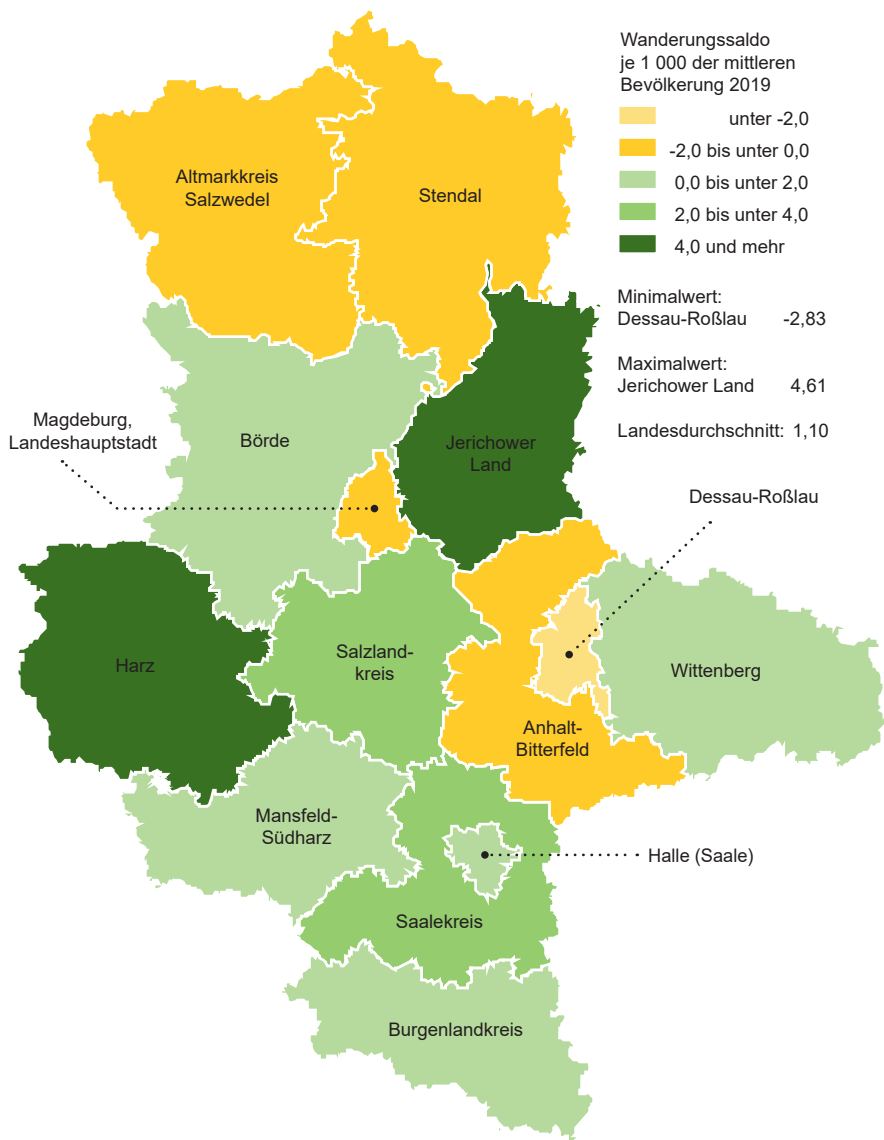 Wanderungssaldo
je 1 000 der mittleren
Bevölkerung 2019
unter -2,0
-2,0 bis unter 0,0
0,0 bis unter 2,0
2,0 bis unter 4,0
4,0 und mehr
Minimalwert:
Dessau-Roßlau -2,83
Maximalwert:
Jerichower Land 4,61
Landesdurchschnitt: 1,10
Altmarkkreis
Salzwedel
Stendal
Magdeburg,
Landeshauptstadt
Börde
Jerichower
Land
Dessau-Roßlau
Harz
Salzland-
kreis
Wittenberg
Anhalt-
Bitterfeld
Mansfeld-
Südharz
Halle (Saale)
Saalekreis
Burgenlandkreis